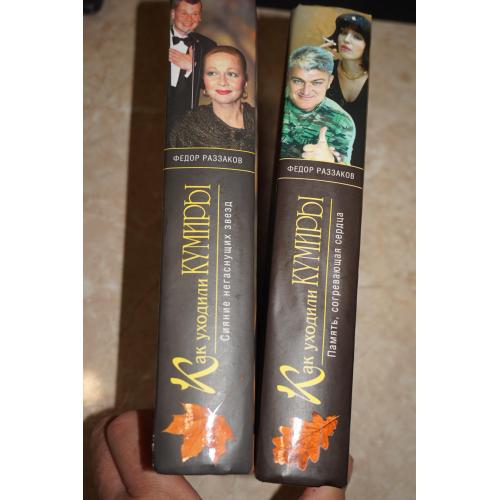 ФЕДОР РАЗЗАКОВ
Как уходили КУМИРЫ
Сияние негаснущих звезд
ФЕДОР РАЗЗАКОВ
Как уходили КУМИРЫ
Память, согревающая сердца